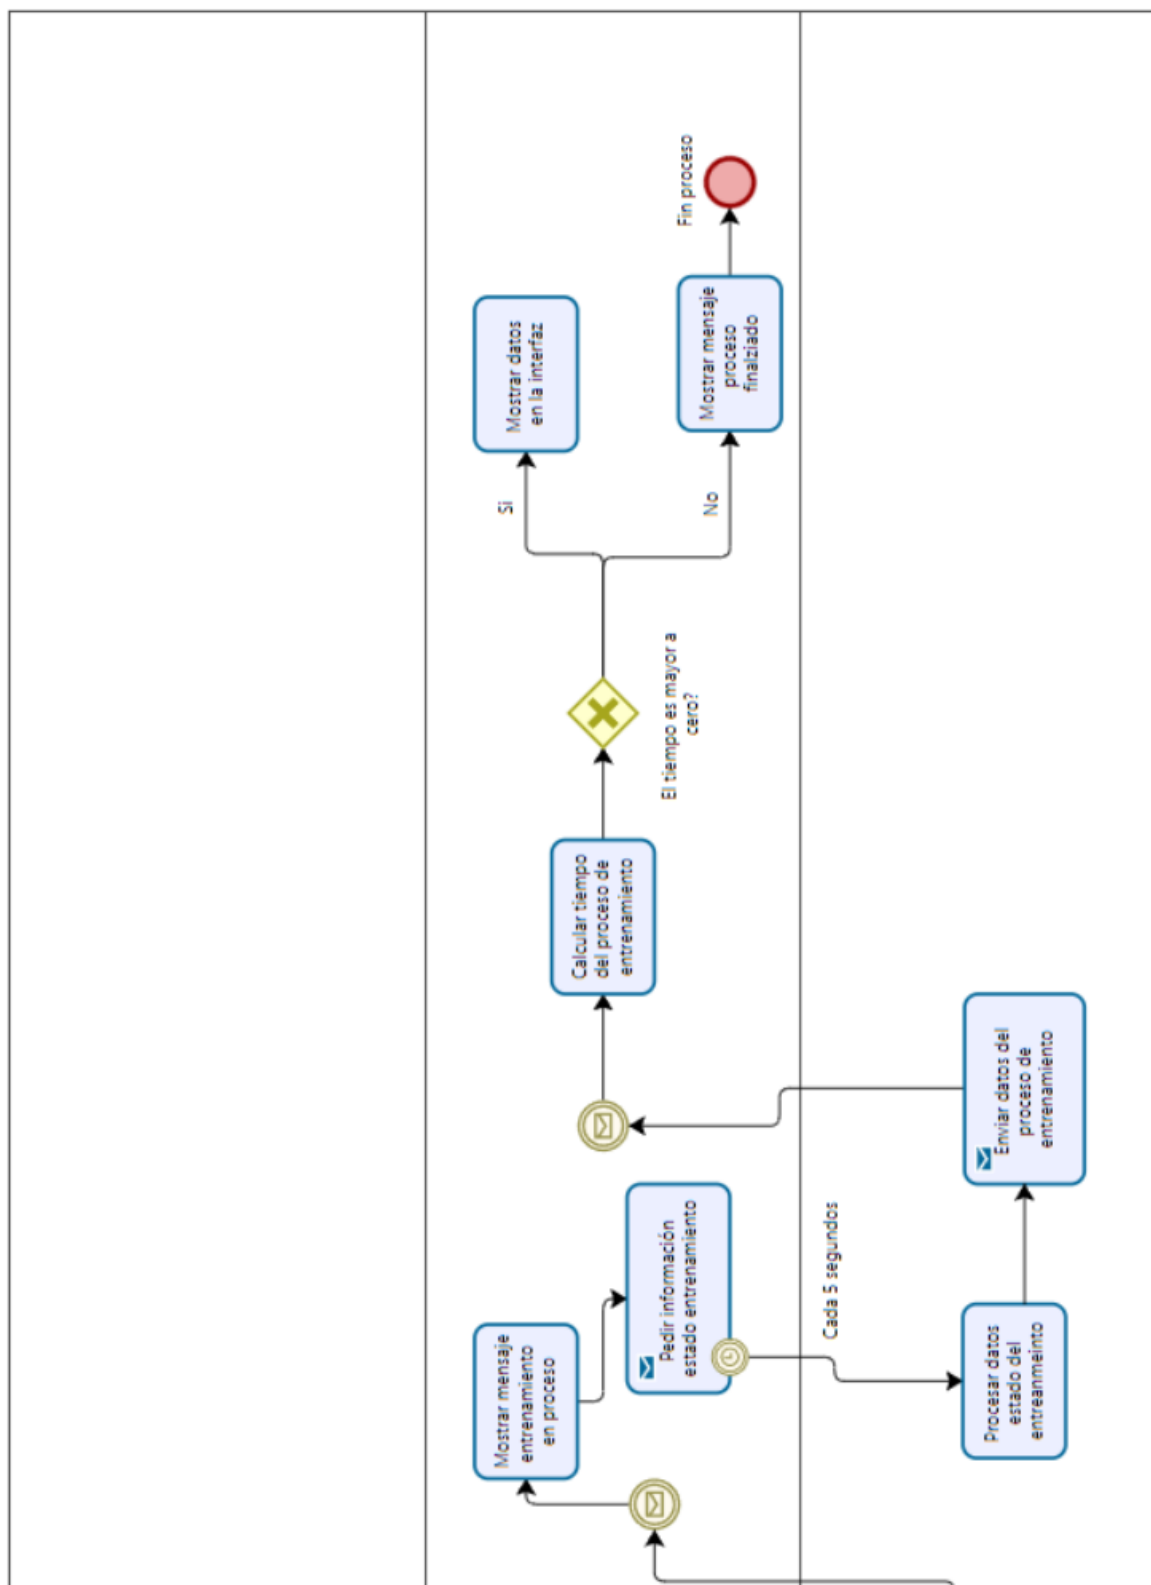 Mostrar mensaje
entrenamiento
en proceso
Pedir información
estado entrenamiento
Cada 5 segundos
Procesar datos
estado del
entreanmeinto
Enviar datos del
proceso de
entrenamiento
Calcular tiempo
del proceso de
entrenamiento
El tiempo es mayor a
cero?
Si
Mostrar datos
en la interfaz
No
Mostrar mensaje
proceso
finalziado
Fin proceso